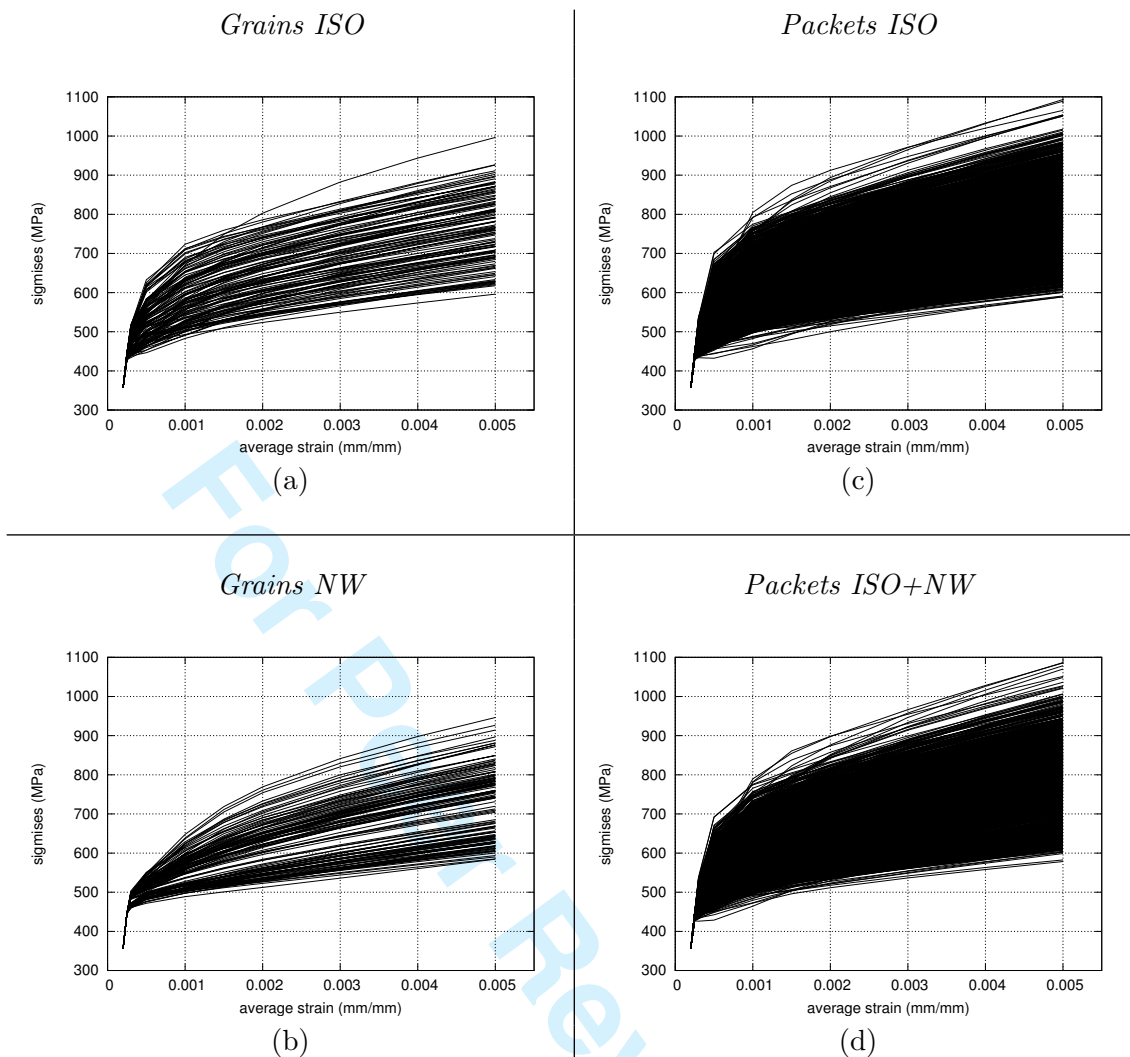 Grains ISO
1100
1000
900
800
700
600
500
400
300
sigmises (MPa)
0 0.001 0.002 0.003 0.004 0.005
average strain (mm/mm)
(a)
Packets ISO
1100
1000
900
800
700
600
500
400
300
sigmises (MPa)
0 0.001 0.002 0.003 0.004 0.005
average strain (mm/mm)
(c)
Grains NW
1100
1000
900
800
700
600
500
400
300
sigmises (MPa)
0 0.001 0.002 0.003 0.004 0.005
average strain (mm/mm)
(b)
Packets ISO+NW
1100
1000
900
800
700
600
500
400
300
sigmises (MPa)
0 0.001 0.002 0.003 0.004 0.005
average strain (mm/mm)
(d)
For Peer Rev